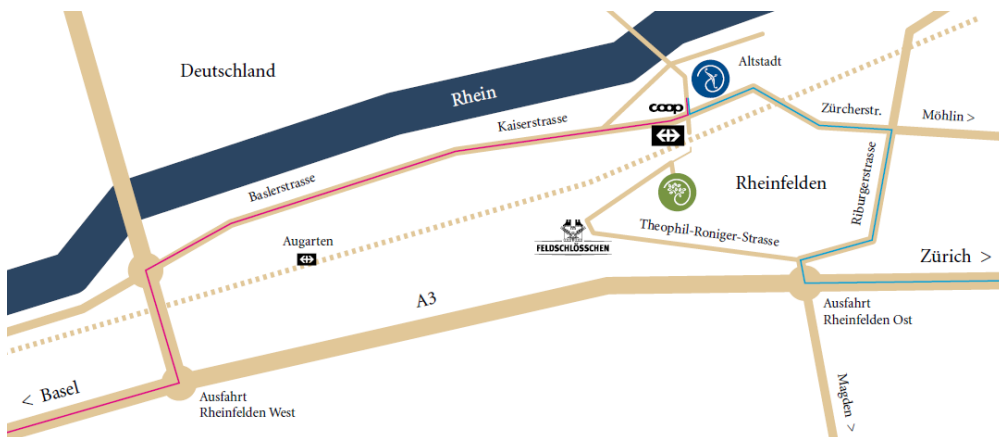 Deutschland
Rhein
Altstadt
coop
Kaiserstrasse
Zürcherstr.
Möhlin >
Baslerstrasse
Rheinfelden
Riburgerstrasse
Augarten
FELDSCHLÖSSCHEN
Theophil-Roniger-Strasse
Zürich >
A3
Ausfahrt
Rheinfelden Ost
< Basel
Ausfahrt
Rheinfelden West
Magden >